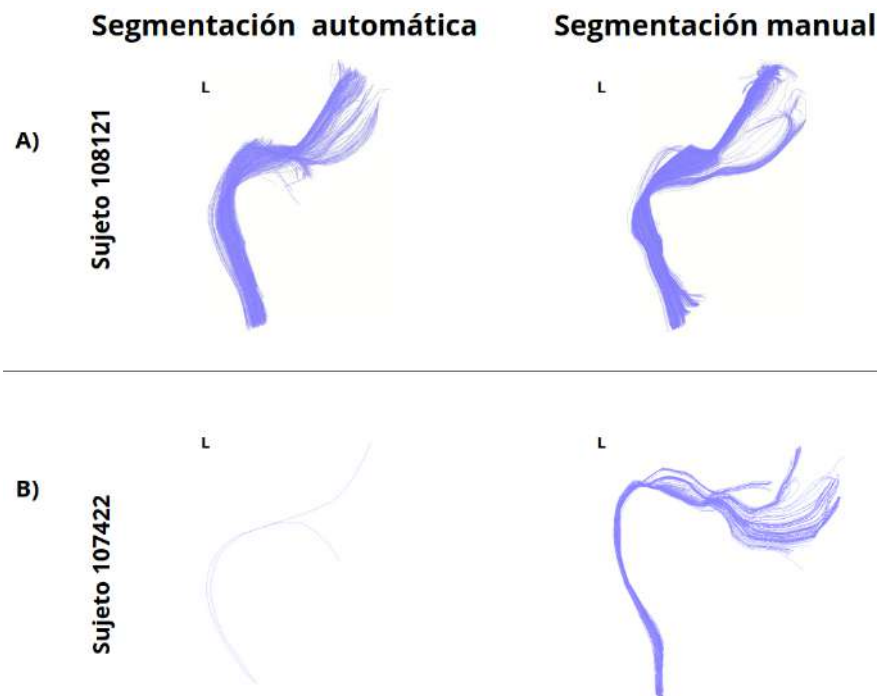 Segmentación automática Segmentación manual
L L
A)
Sujeto 108121
L L
B)
Sujeto 107422